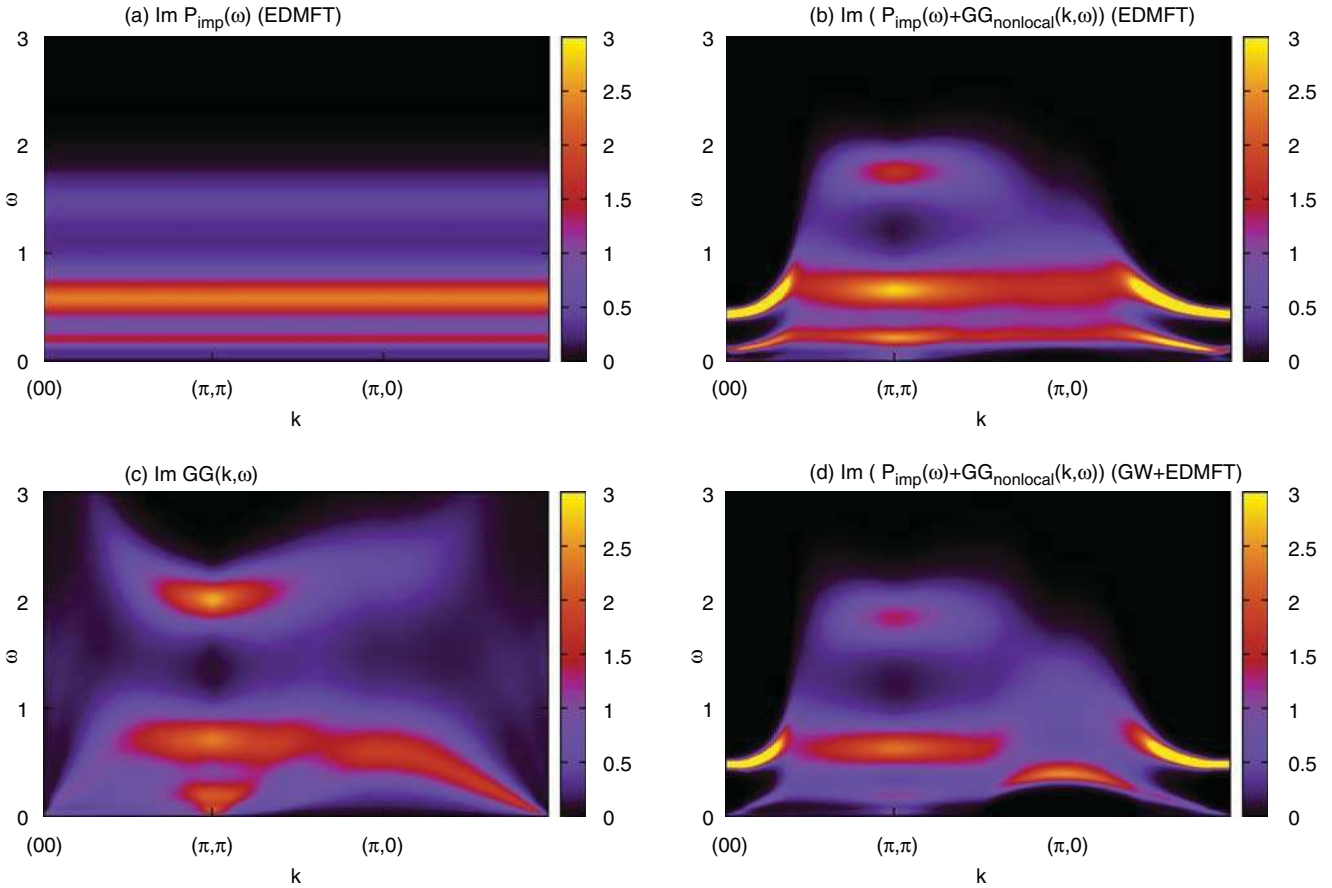 (a) Im P_imp(ω) (EDMFT)
3
2
1
0
ω
(00)
(π,π)
(π,0)
k
3
2.5
2
1.5
1
0.5
0
(b) Im ( P_imp(ω)+GG_nonlocal(k,ω)) (EDMFT)
3
2
1
0
ω
(00)
(π,π)
(π,0)
k
3
2.5
2
1.5
1
0.5
0
(c) Im GG(k,ω)
3
2
1
0
ω
(00)
(π,π)
(π,0)
k
3
2.5
2
1.5
1
0.5
0
(d) Im ( P_imp(ω)+GG_nonlocal(k,ω)) (GW+EDMFT)
3
2
1
0
ω
(00)
(π,π)
(π,0)
k
3
2.5
2
1.5
1
0.5
0